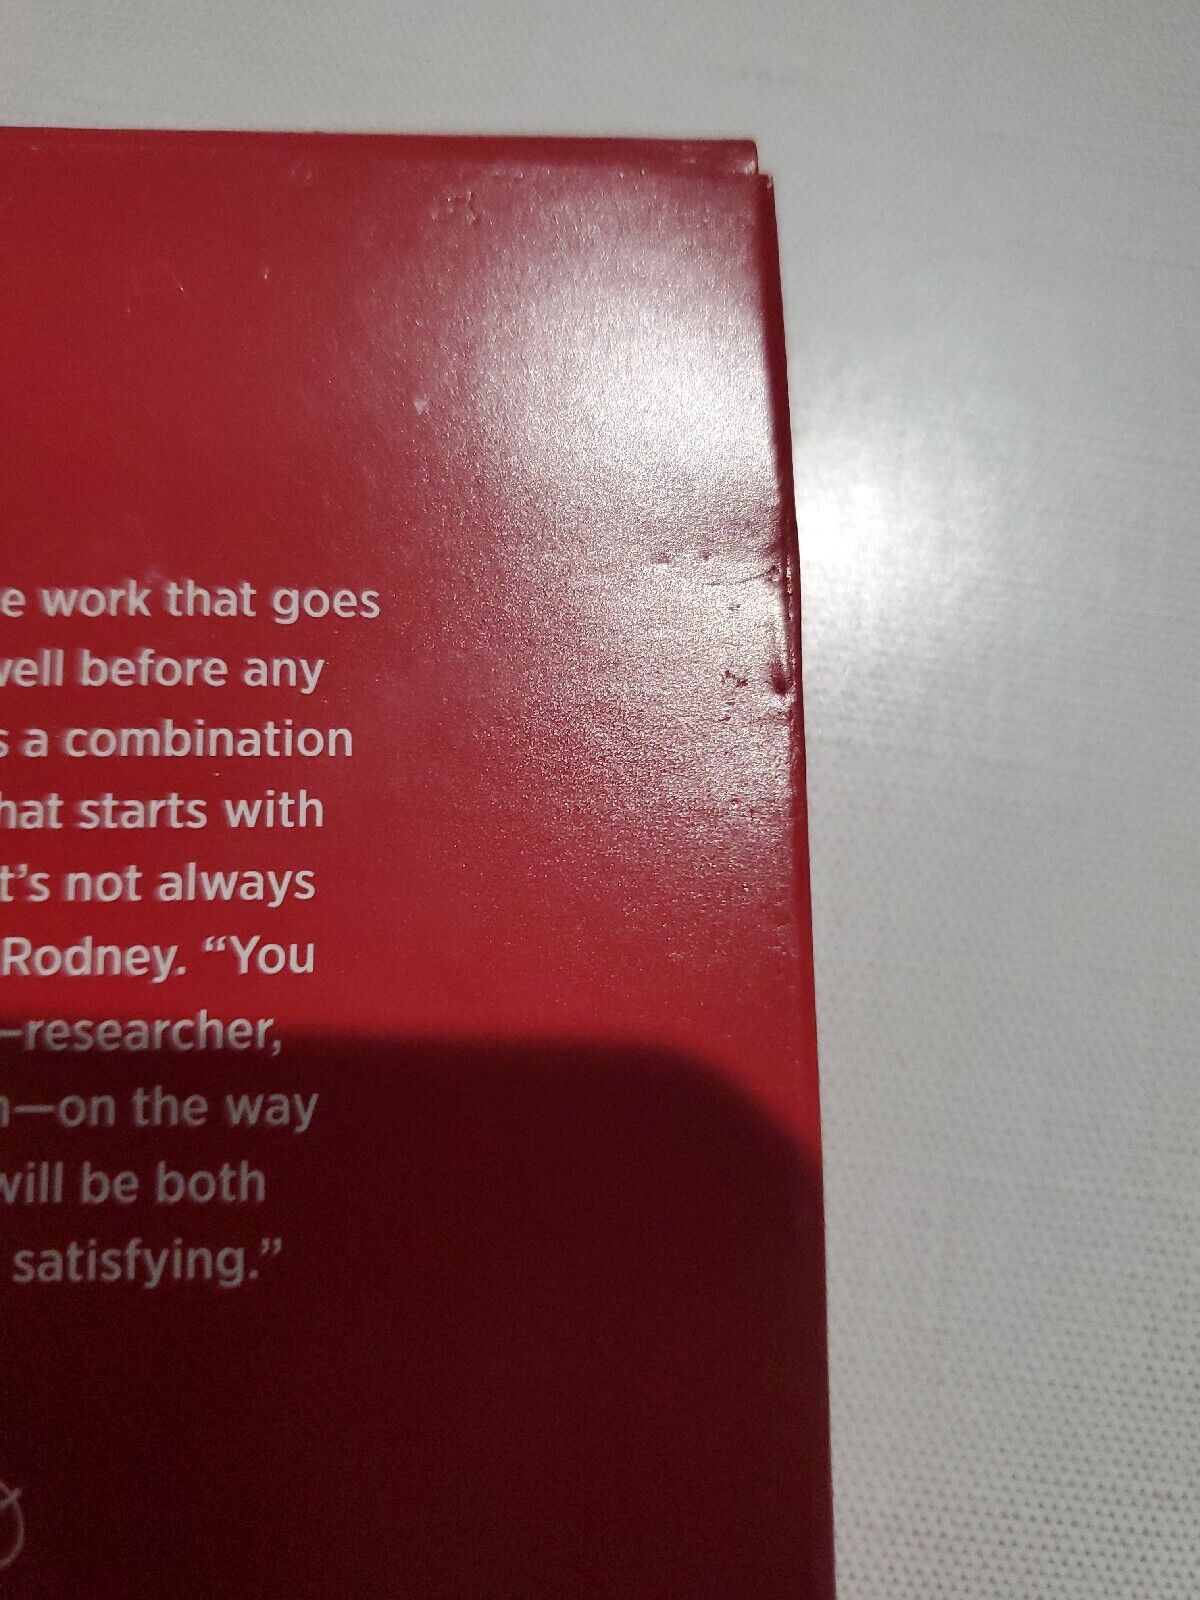 e work that goes
well before any
s a combination
hat starts with
t's not always
Rodney. “You
—researcher,
n—on the way
will be both
satisfying.”